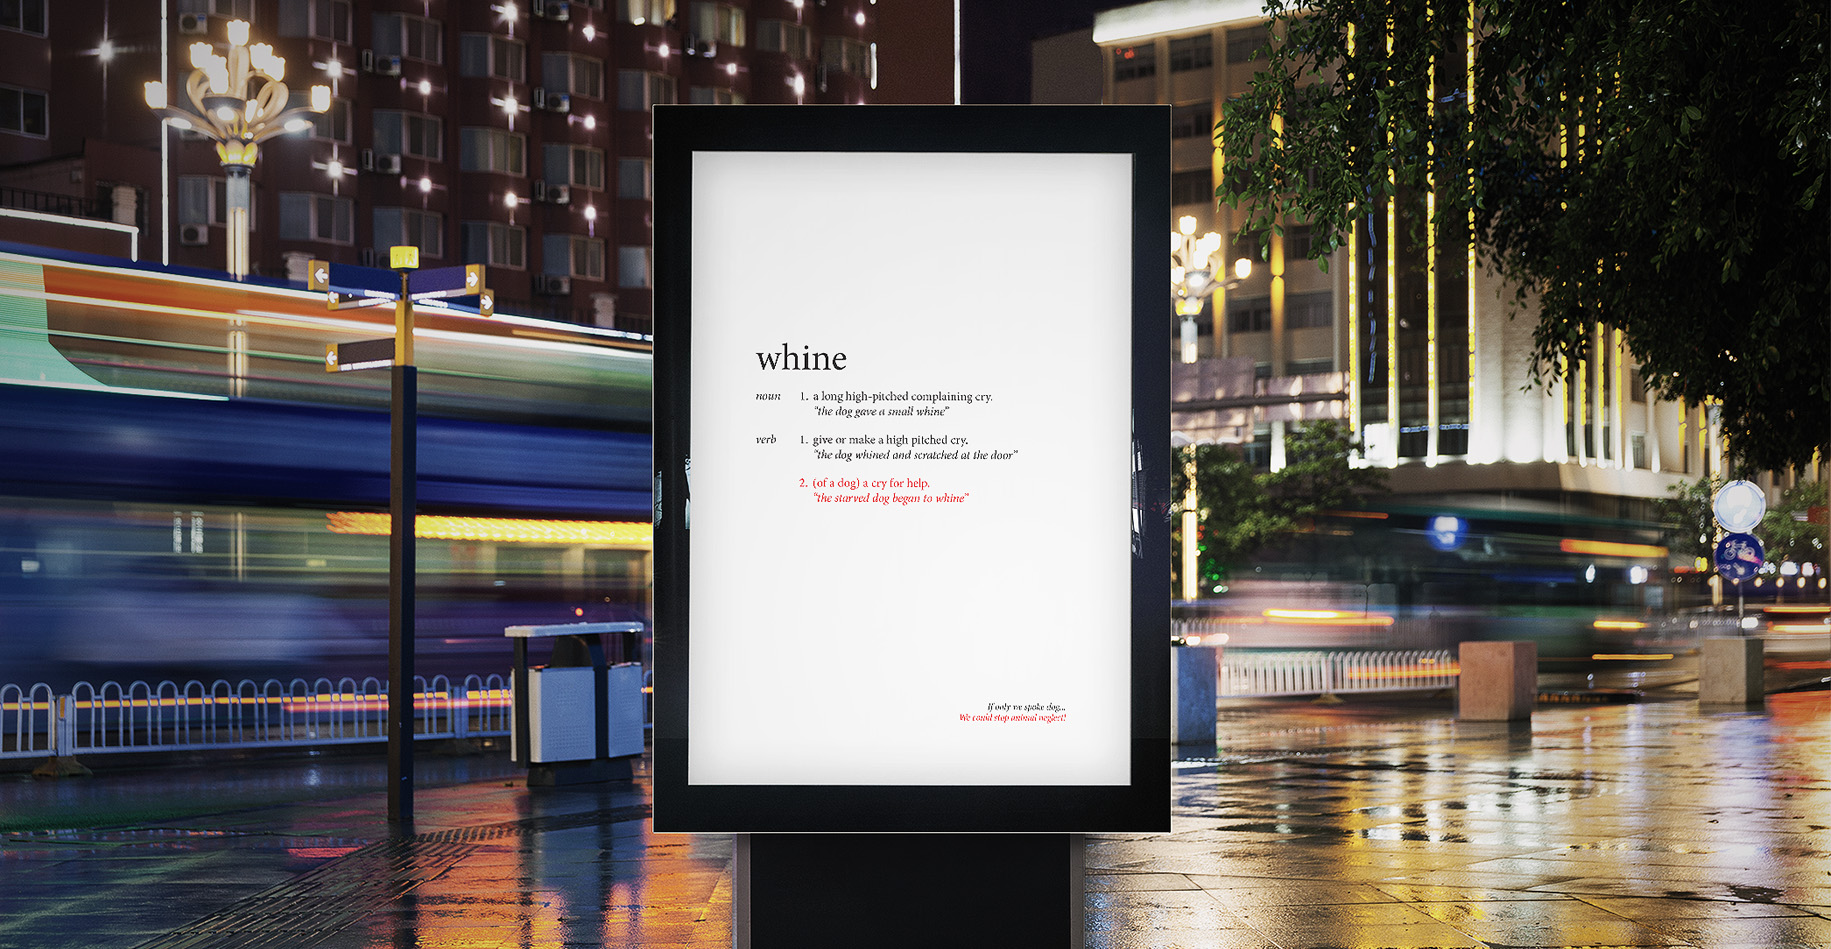 whine
noun 1. a long high-pitched complaining cry.
"the dog gave a small whine"
verb 1. give or make a high pitched cry.
"the dog whined and scratched at the door"
2. (of a dog) a cry for help.
"the starved dog began to whine"
If only we spoke dog...
We could stop animal neglect!